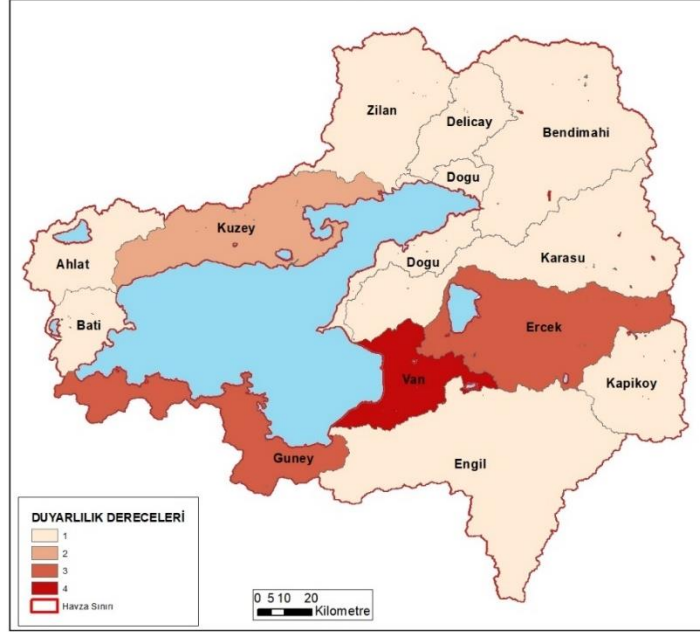 Zilan
Delicay
Bendimahi
Dogu
Kuzey
Ahlat
Dogu
Karasu
Bati
Ercek
Van
Kapikoy
Guney
Engil
DUYARLILIK DERECELERİ
1
2
3
4
Havza Sınırı
0 5 10 20
Kilometre